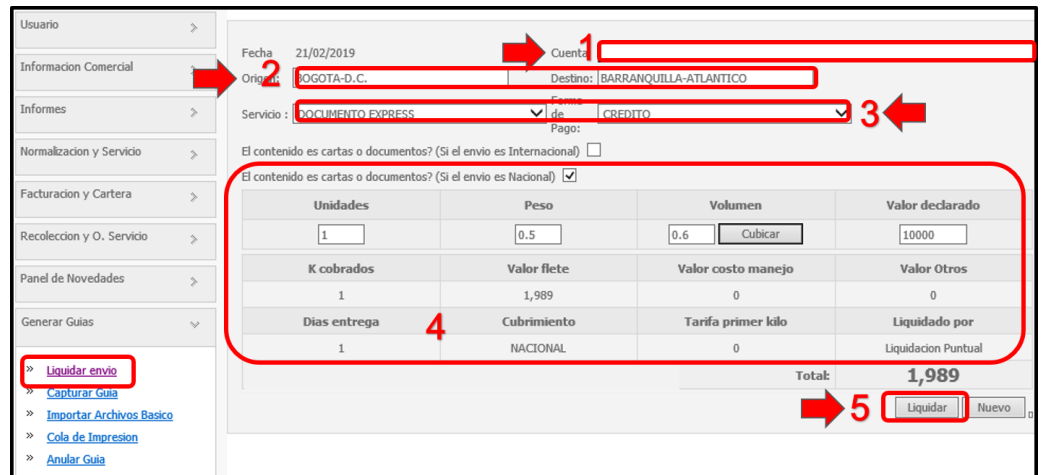 Usuario
Informacion Comercial
Informes
Normalizacion y Servicio
Facturacion y Cartera
Recoleccion y O. Servicio
Panel de Novedades
Generar Guias
» Liquidar envio
» Capturar Guia
» Importar Archivos Basico
» Cola de Impresion
» Anular Guia
Fecha 21/02/2019 1 Cuenta
2 Origen: BOGOTA-D.C. Destino: BARRANQUILLA-ATLANTICO
Servicio : DOCUMENTO EXPRESS Forma de Pago: CREDITO 3
El contenido es cartas o documentos? (Si el envio es Internacional)
El contenido es cartas o documentos? (Si el envio es Nacional)
Unidades Peso Volumen Valor declarado
1 0.5 0.6 Cubicar 10000
K cobrados Valor flete Valor costo manejo Valor Otros
1 1,989 0 0
Dias entrega 4 Cubrimiento Tarifa primer kilo Liquidado por
1 NACIONAL 0 Liquidacion Puntual
Total: 1,989
5 Liquidar Nuevo